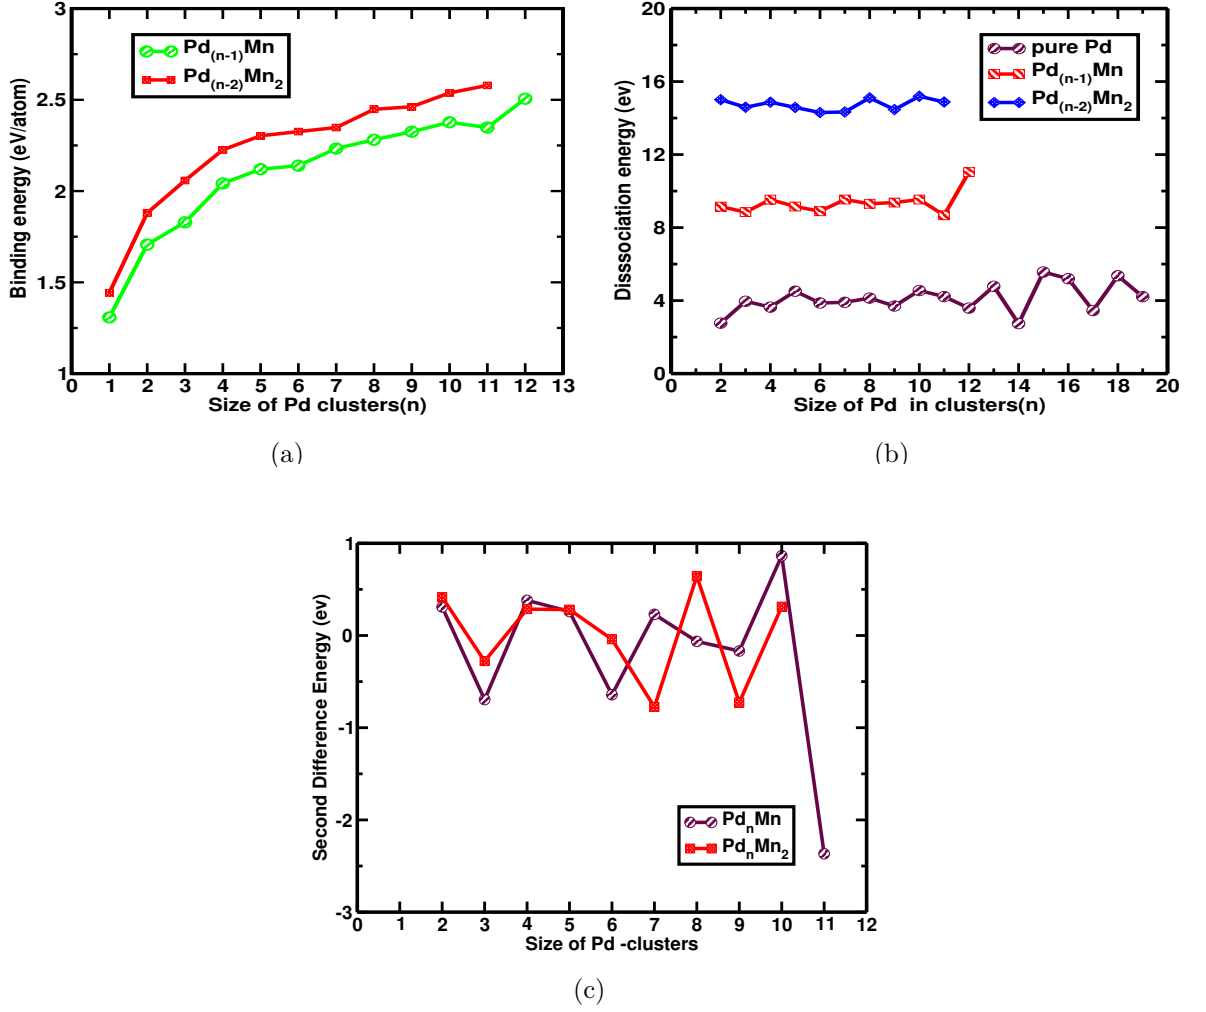 3
2.5
2
1.5
1
Binding energy (eV/atom)
Pd(n-1)Mn
Pd(n-2)Mn2
0 1 2 3 4 5 6 7 8 9 10 11 12 13
Size of Pd clusters(n)
(a)
20
16
12
8
4
0
Disssociation energy (ev)
pure Pd
Pd(n-1)Mn
Pd(n-2)Mn2
0 2 4 6 8 10 12 14 16 18 20
Size of Pd in clusters(n)
(b)
1
0
-1
-2
-3
Second Difference Energy (ev)
PdnMn
PdnMn2
0 1 2 3 4 5 6 7 8 9 10 11 12
Size of Pd -clusters
(c)